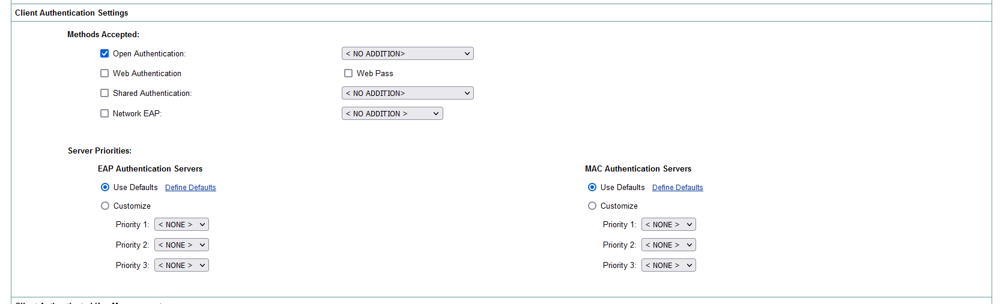 Client Authentication Settings
Methods Accepted:
Open Authentication: < NO ADDITION>
Web Authentication Web Pass
Shared Authentication: < NO ADDITION>
Network EAP: < NO ADDITION >
Server Priorities:
EAP Authentication Servers MAC Authentication Servers
Use Defaults Define Defaults Use Defaults Define Defaults
Customize Customize
Priority 1: < NONE > Priority 1: < NONE >
Priority 2: < NONE > Priority 2: < NONE >
Priority 3: < NONE > Priority 3: < NONE >